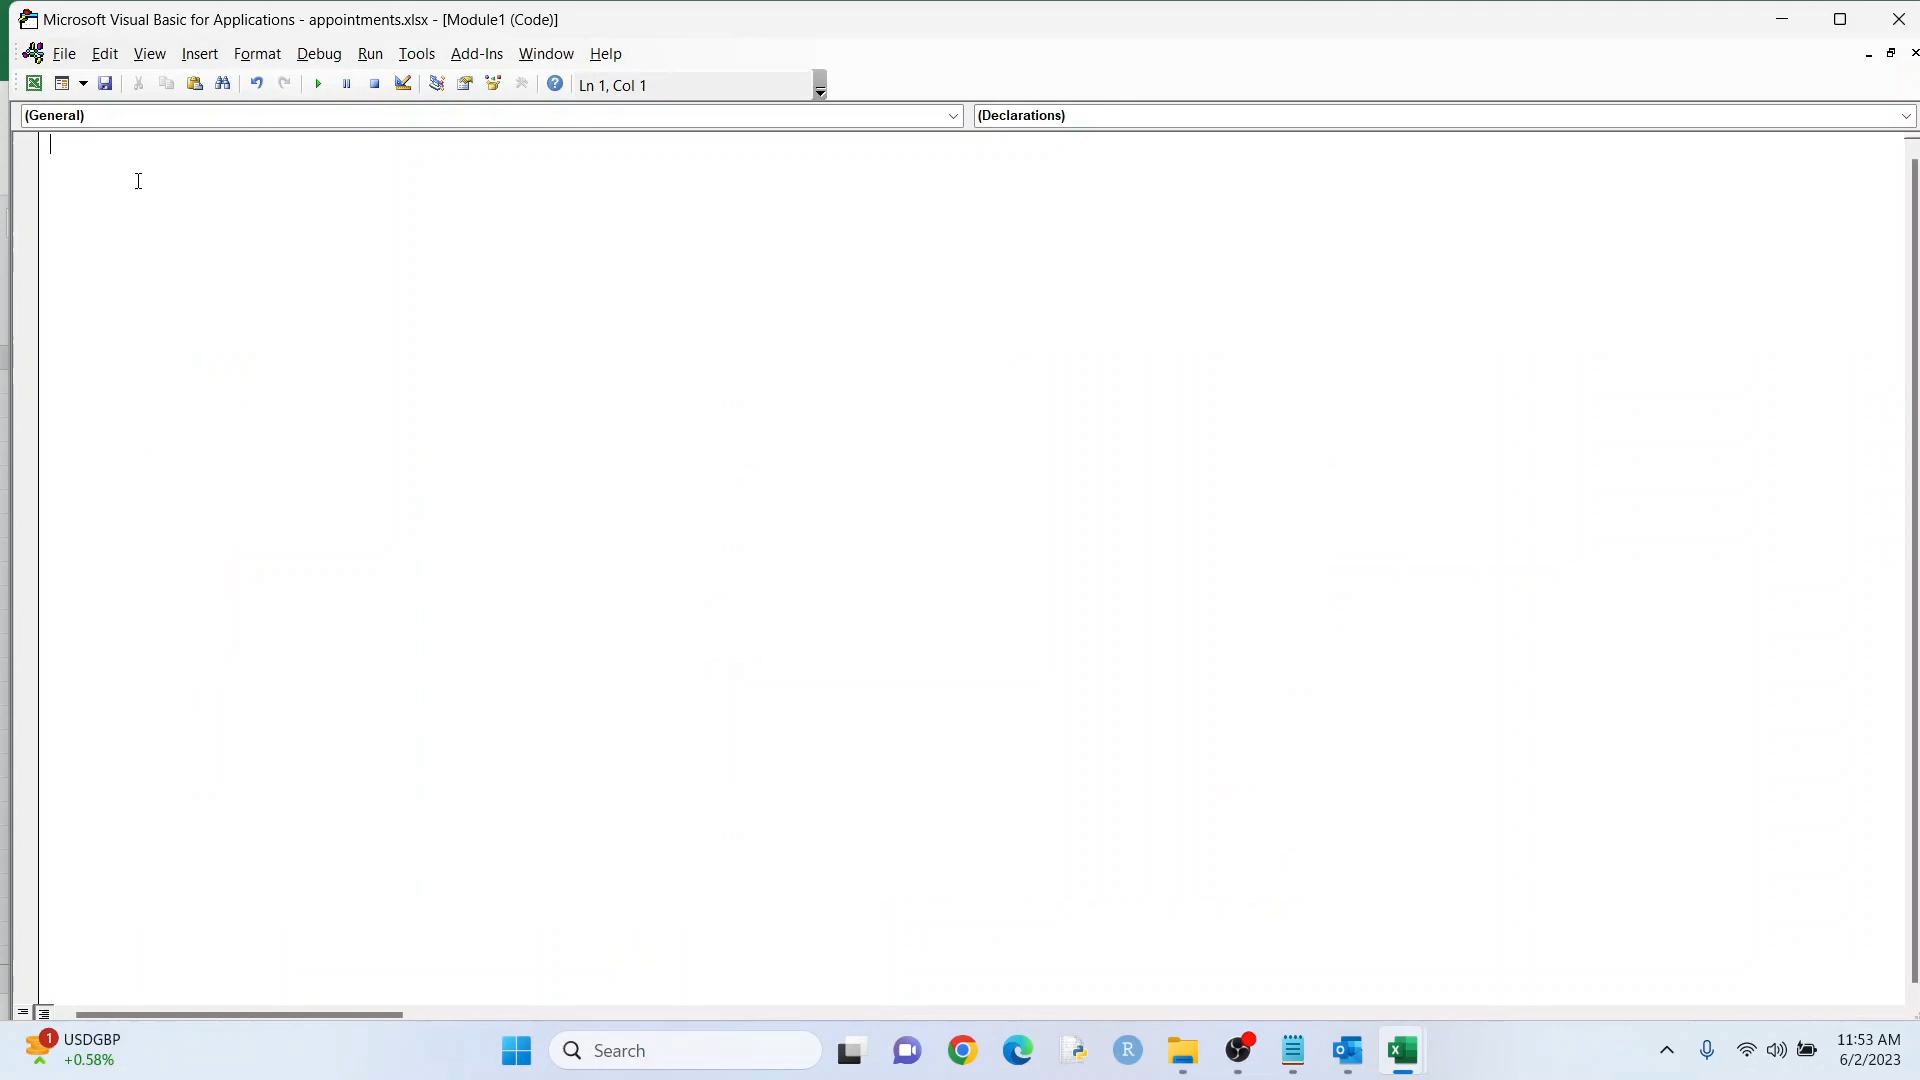 Microsoft Visual Basic for Applications - appointments.xlsx - [Module1 (Code)]
File Edit View Insert Format Debug Run Tools Add-Ins Window Help
Ln 1, Col 1
(General) (Declarations)
1 USDGBP
+0.58%
Search
R
11:53 AM
6/2/2023